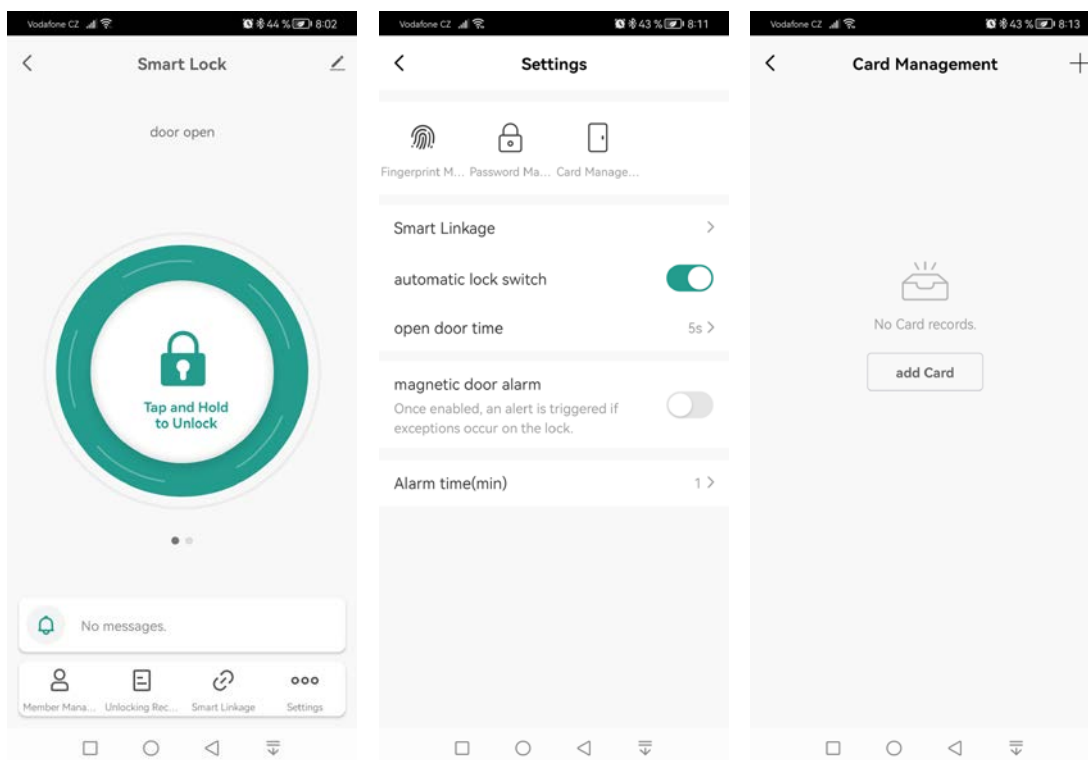 Vodafone CZ 44 % 8:02
Smart Lock
door open
Tap and Hold
to Unlock
No messages.
Member Mana... Unlocking Rec... Smart Linkage Settings
Vodafone CZ 43 % 8:11
Settings
Fingerprint M... Password Ma... Card Manage...
Smart Linkage
automatic lock switch
open door time 5s
magnetic door alarm
Once enabled, an alert is triggered if
exceptions occur on the lock.
Alarm time(min) 1
Vodafone CZ 43 % 8:13
Card Management
No Card records.
add Card